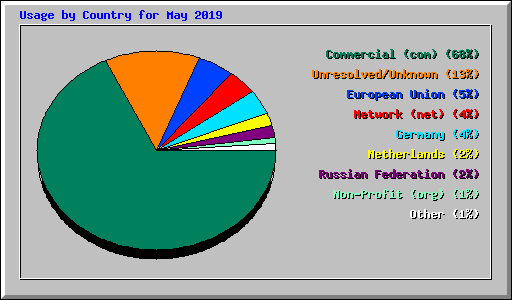 Usage by Country for May 2019
Commercial (com) (68%)
Unresolved/Unknown (13%)
European Union (5%)
Network (net) (4%)
Germany (4%)
Netherlands (2%)
Russian Federation (2%)
Non-Profit (org) (1%)
Other (1%)